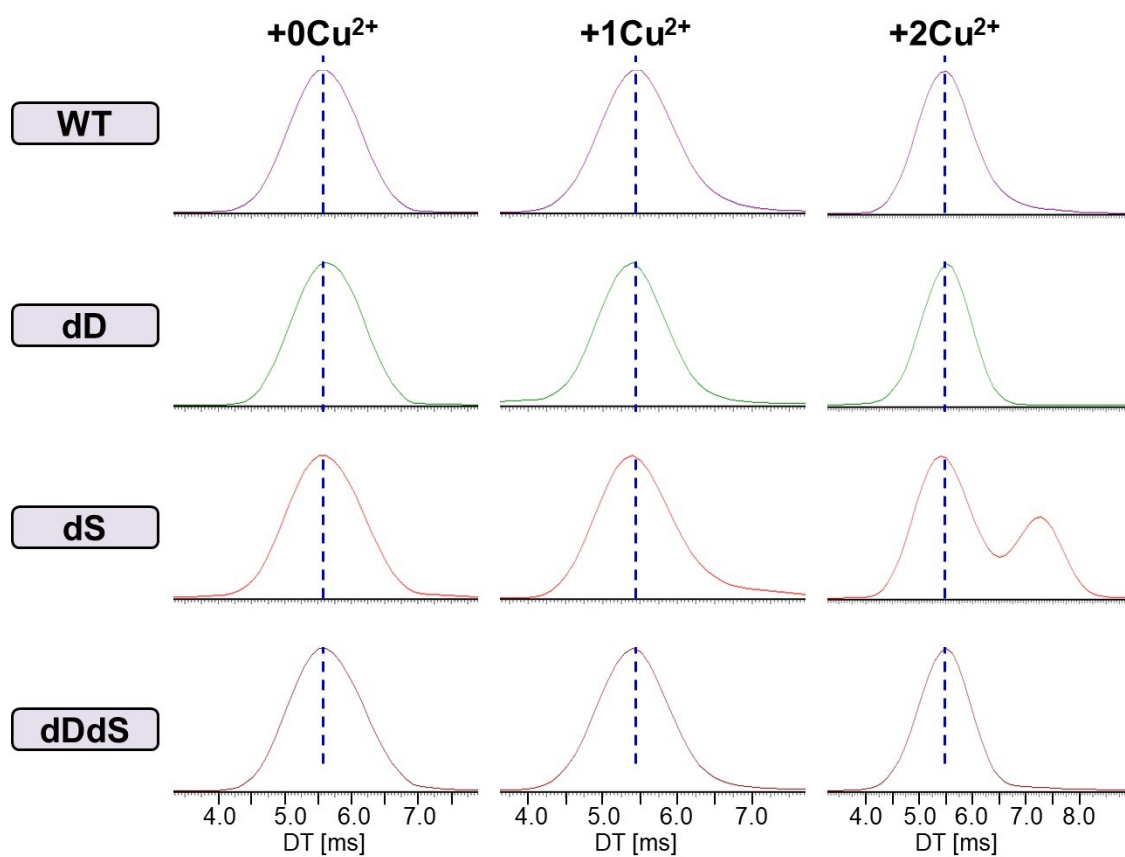 +0Cu²⁺ +1Cu²⁺ +2Cu²⁺
WT
dD
dS
dDdS
4.0 5.0 6.0 7.0 4.0 5.0 6.0 7.0 4.0 5.0 6.0 7.0 8.0
DT [ms] DT [ms] DT [ms]